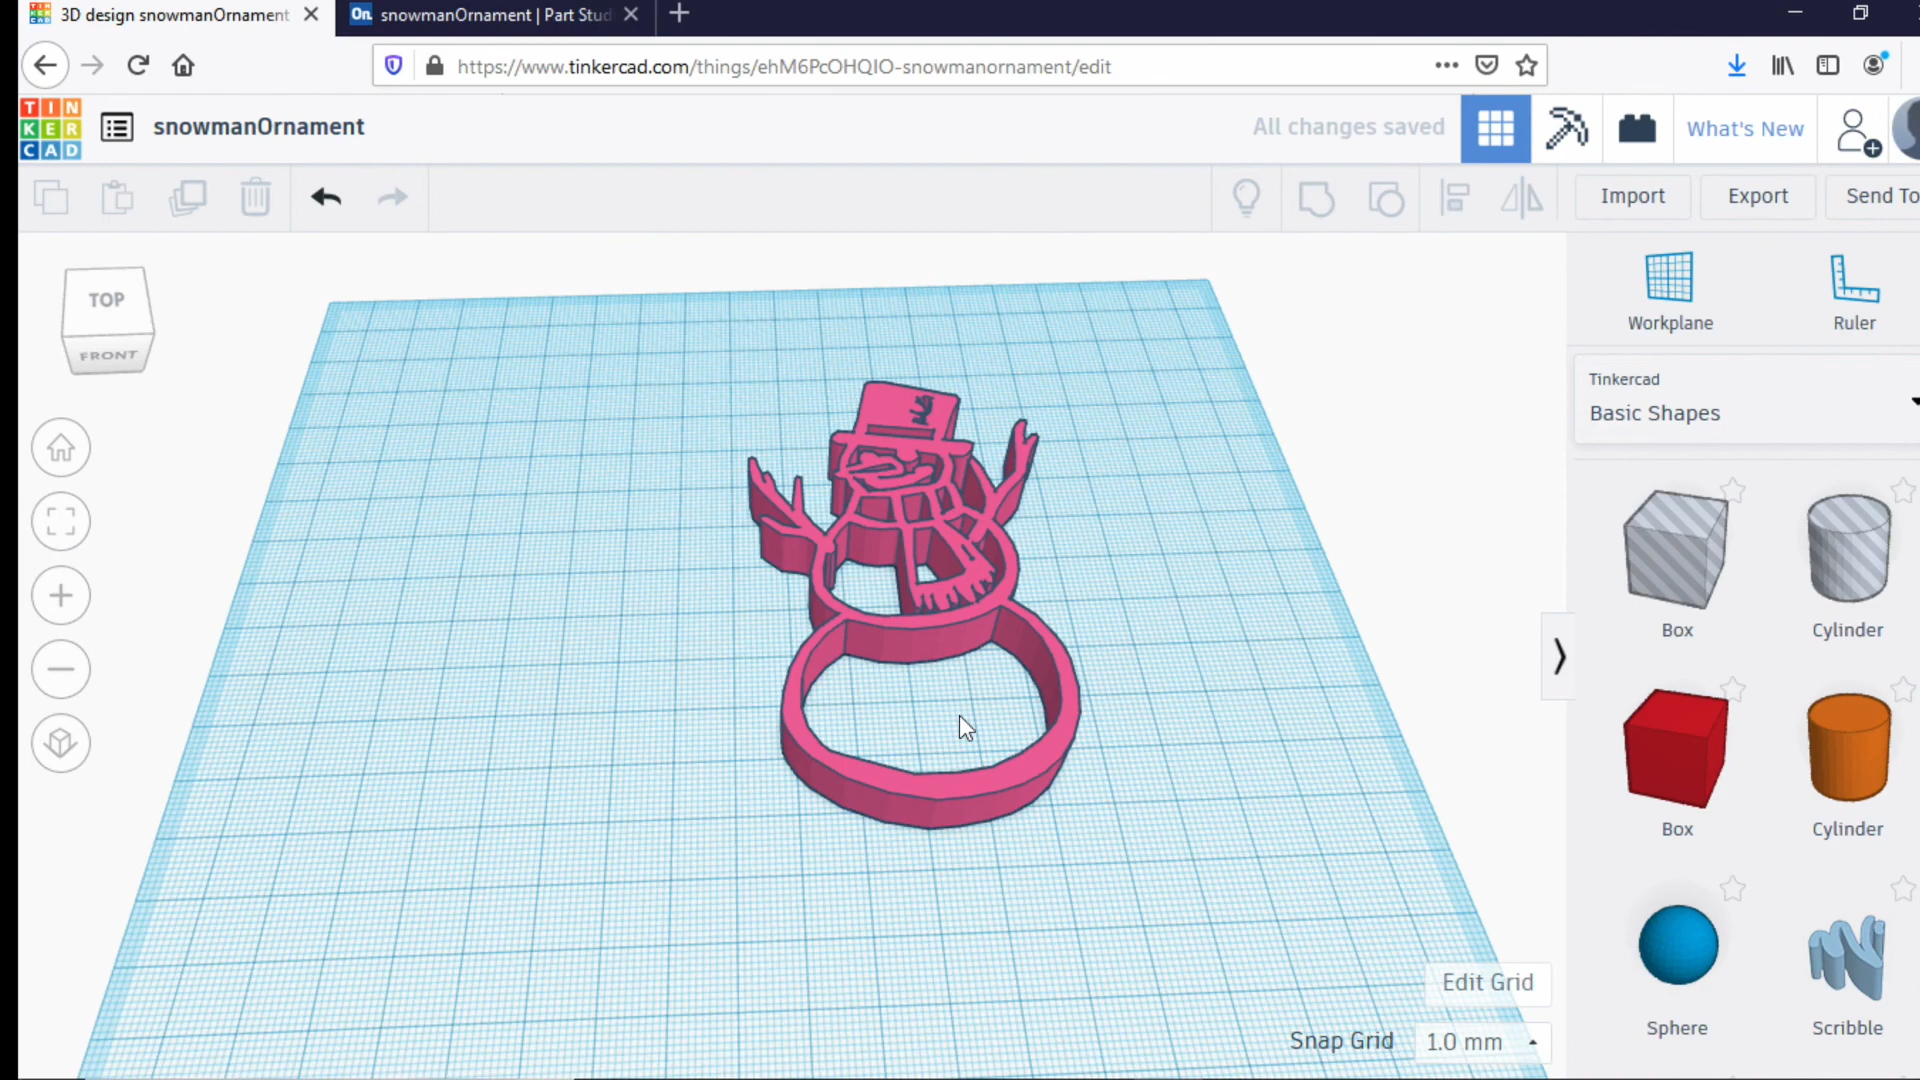 3D design snowmanOrnament
On snowmanOrnament | Part Stud
https://www.tinkercad.com/things/ehM6PcOHQIO-snowmanornament/edit
TIN
KER
CAD
snowmanOrnament
All changes saved
What's New
Import
Export
Send To
TOP
FRONT
Workplane
Ruler
Tinkercad
Basic Shapes
Box
Cylinder
Box
Cylinder
Sphere
Scribble
Edit Grid
Snap Grid 1.0 mm